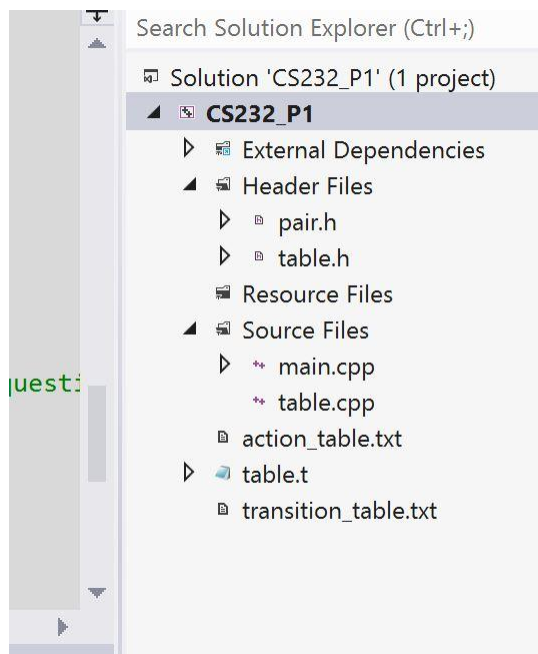 Search Solution Explorer (Ctrl+;)
Solution 'CS232_P1' (1 project)
CS232_P1
External Dependencies
Header Files
pair.h
table.h
Resource Files
Source Files
main.cpp
questi
table.cpp
action_table.txt
table.t
transition_table.txt